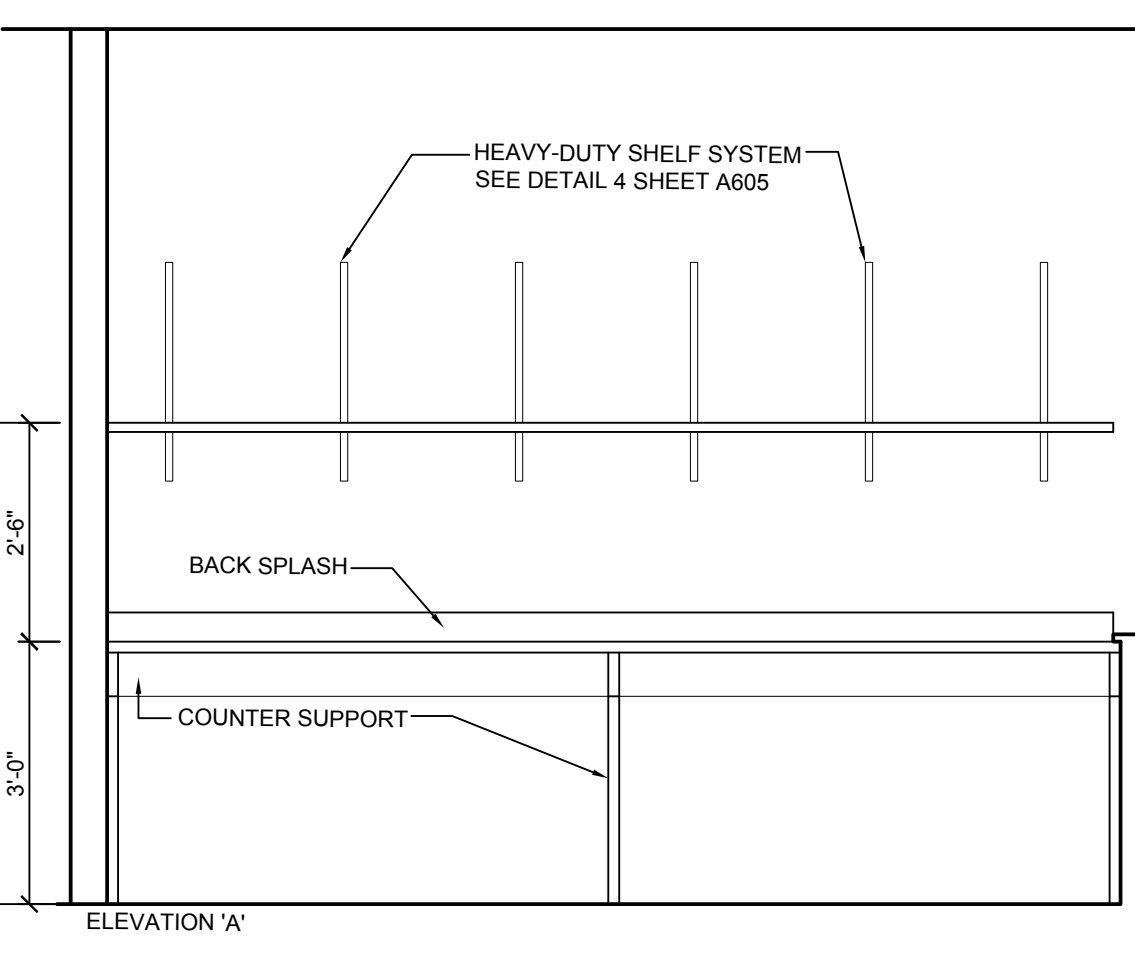 HEAVY-DUTY SHELF SYSTEM
SEE DETAIL 4 SHEET A605
2'-6"
BACK SPLASH
COUNTER SUPPORT
3'-0"
ELEVATION 'A'